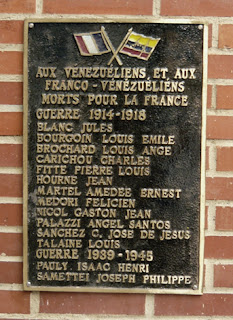 AUX VÉNEZUÉLIENS, ET AUX
FRANCO-VÉNÉZUÉLIENS
MORTS POUR LA FRANCE
GUERRE 1914-1918
BLANC JULES
BOURGOIN LOUIS EMILE
BROCHARD LOUIS ANGE
CARICHOU CHARLES
FITTE PIERRE LOUIS
HOURNE JEAN
MARTEL AMEDEE ERNEST
MEDORI FELICIEN
NICOL GASTON JEAN
PALAZZI ANGEL SANTOS
SANCHEZ C. JOSE DE JESUS
TALAINE LOUIS
GUERRE 1939-1945
PAULY ISAAC HENRI
SAMETTEI JOSEPH PHILIPPE